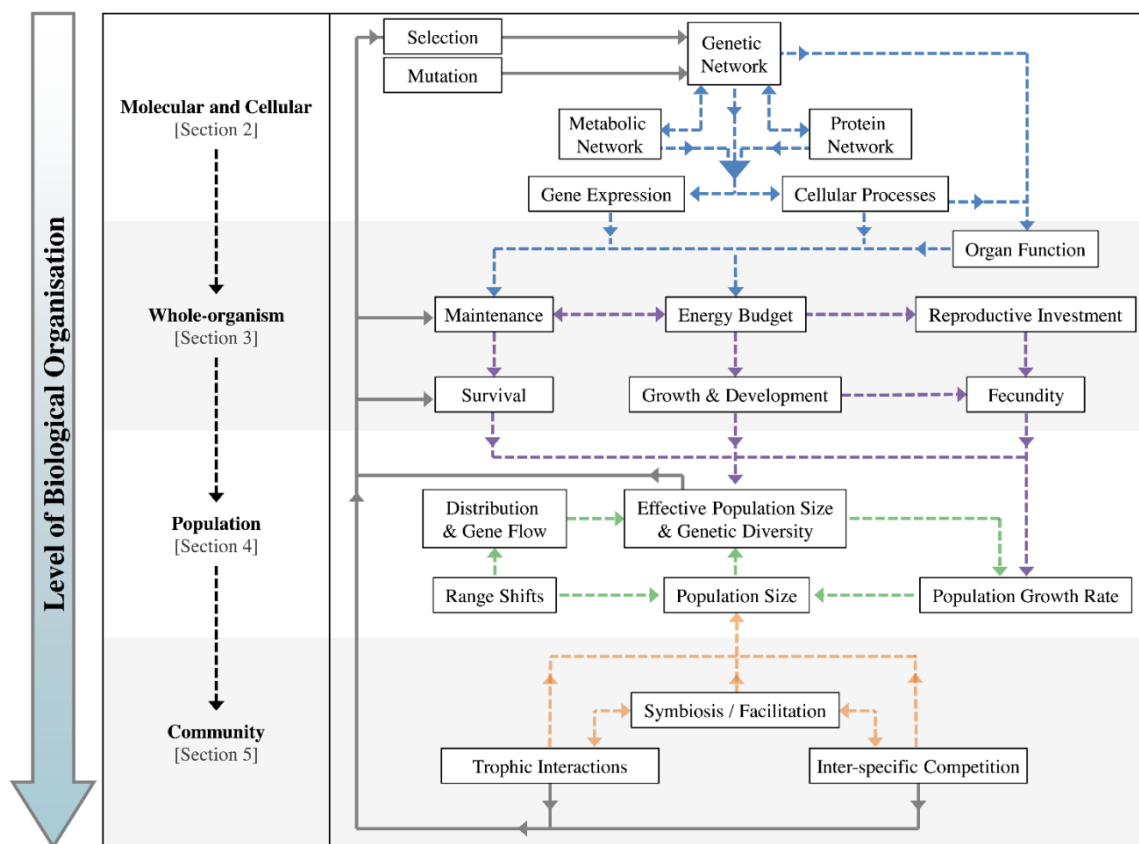 Level of Biological Organisation
Molecular and Cellular
[Section 2]
Whole-organism
[Section 3]
Population
[Section 4]
Community
[Section 5]
Selection
Mutation
Genetic
Network
Metabolic
Network
Protein
Network
Gene Expression
Cellular Processes
Organ Function
Maintenance
Energy Budget
Reproductive Investment
Survival
Growth & Development
Fecundity
Distribution
& Gene Flow
Effective Population Size
& Genetic Diversity
Range Shifts
Population Size
Population Growth Rate
Symbiosis / Facilitation
Trophic Interactions
Inter-specific Competition